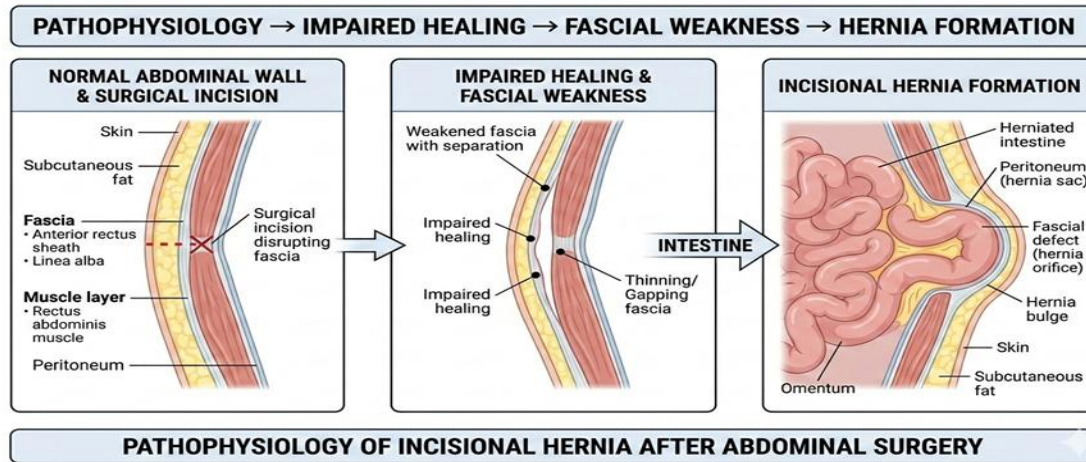 PATHOPHYSIOLOGY → IMPAIRED HEALING → FASCIAL WEAKNESS → HERNIA FORMATION
NORMAL ABDOMINAL WALL
& SURGICAL INCISION
Skin
Subcutaneous
fat
Fascia
• Anterior rectus
sheath
• Linea alba
Surgical
incision
disrupting
fascia
Muscle layer
• Rectus
abdominis
muscle
Peritoneum
IMPAIRED HEALING &
FASCIAL WEAKNESS
Weakened fascia
with separation
Impaired
healing
Impaired
healing
Thinning/
Gapping
fascia
INTESTINE
INCISIONAL HERNIA FORMATION
Herniated
intestine
Peritoneum
(hernia sac)
Fascial
defect
(hernia
orifice)
Hernia
bulge
Skin
Subcutaneous
fat
Omentum
PATHOPHYSIOLOGY OF INCISIONAL HERNIA AFTER ABDOMINAL SURGERY